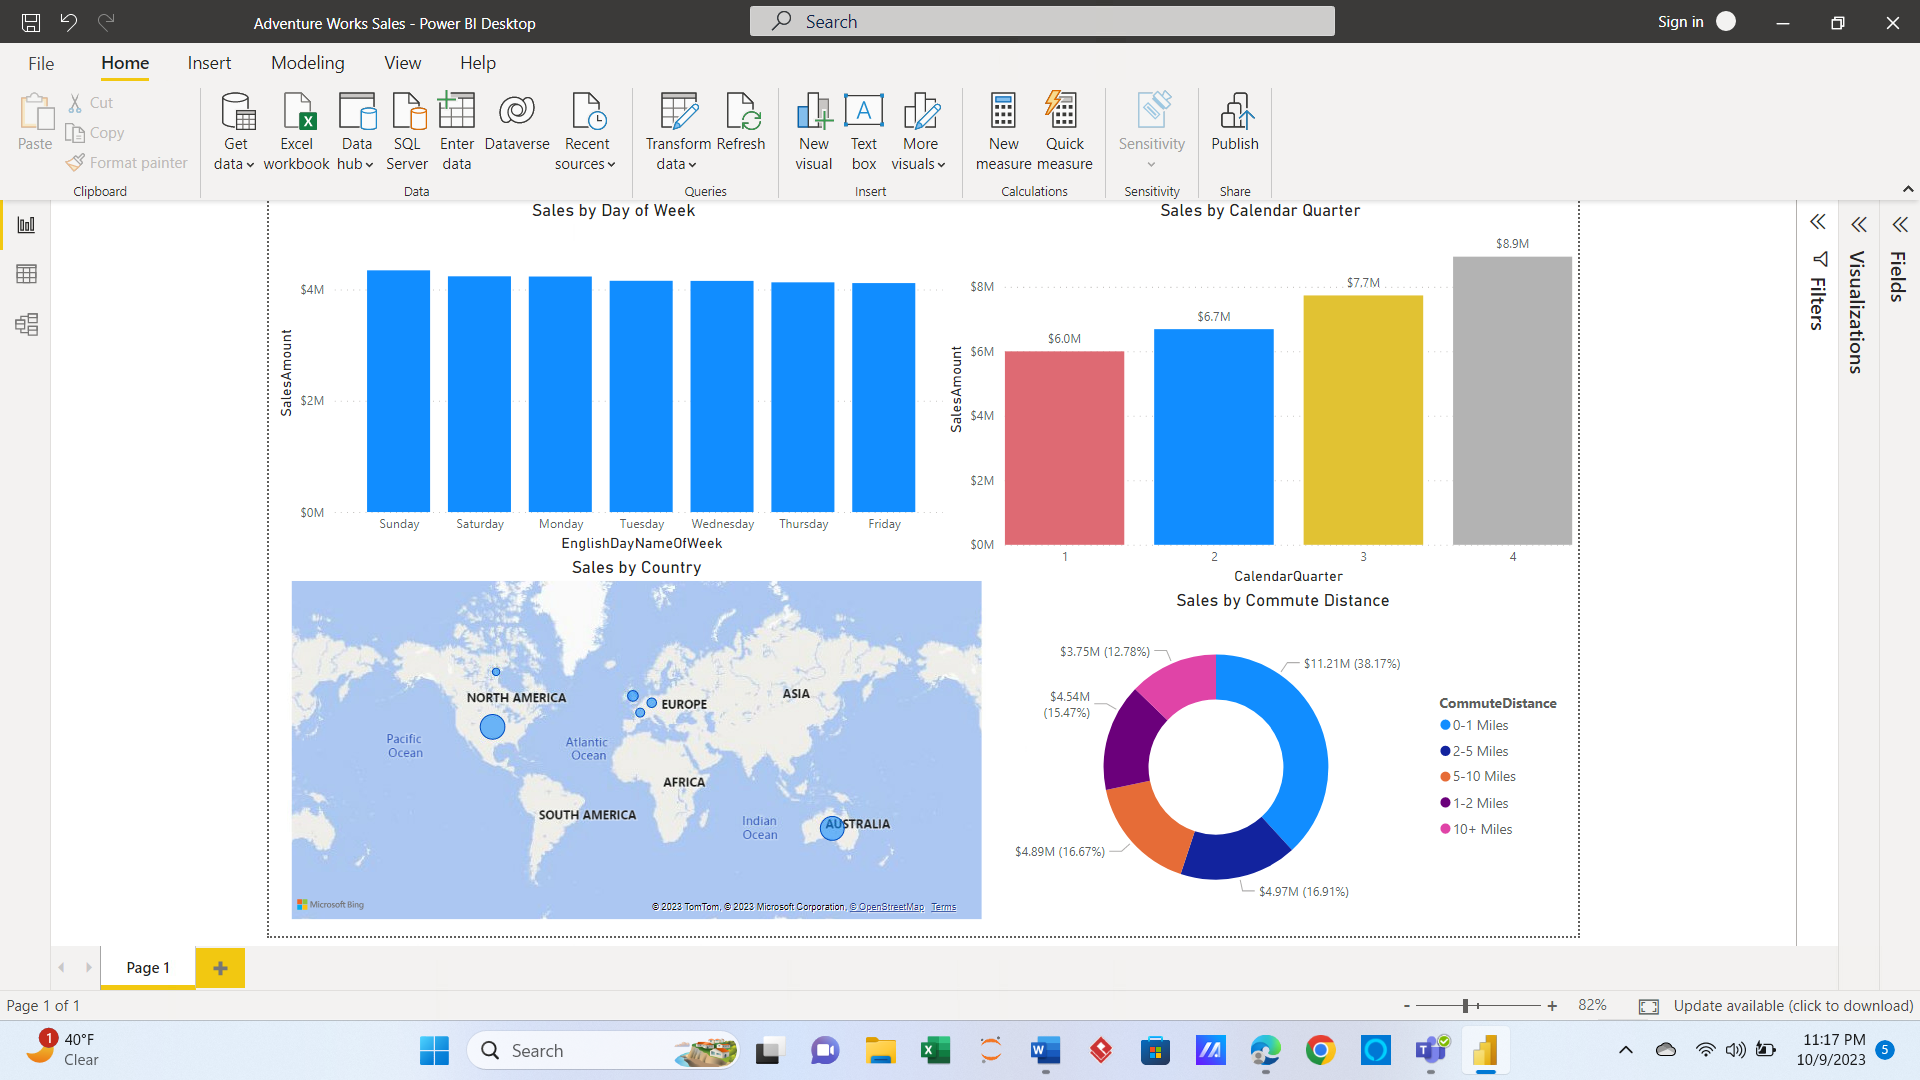 Adventure Works Sales - Power BI Desktop
Search
Sign in
File Home Insert Modeling View Help
Paste
Cut
Copy
Format painter
Clipboard
Get data
Excel workbook
Data hub
SQL Server
Enter data
Dataverse
Recent sources
Data
Transform data
Refresh
Queries
New visual
Text box
More visuals
Insert
New measure
Quick measure
Calculations
Sensitivity
Sensitivity
Publish
Share
Sales by Day of Week
$4M
$2M
$0M
SalesAmount
Sunday Saturday Monday Tuesday Wednesday Thursday Friday
EnglishDayNameOfWeek
Sales by Calendar Quarter
$8.9M
$7.7M
$6.7M
$6.0M
$8M
$6M
$4M
$2M
$0M
SalesAmount
1 2 3 4
CalendarQuarter
Sales by Country
NORTH AMERICA
EUROPE
ASIA
Pacific
Ocean
Atlantic
Ocean
AFRICA
SOUTH AMERICA
Indian
Ocean
AUSTRALIA
Microsoft Bing
© 2023 TomTom, © 2023 Microsoft Corporation, © OpenStreetMap Terms
Sales by Commute Distance
$3.75M (12.78%)
$11.21M (38.17%)
$4.54M
(15.47%)
$4.89M (16.67%)
$4.97M (16.91%)
CommuteDistance
0-1 Miles
2-5 Miles
5-10 Miles
1-2 Miles
10+ Miles
Filters
Visualizations
Fields
Page 1
Page 1 of 1
82%
Update available (click to download)
1
40°F
Clear
Search
11:17 PM
10/9/2023
5